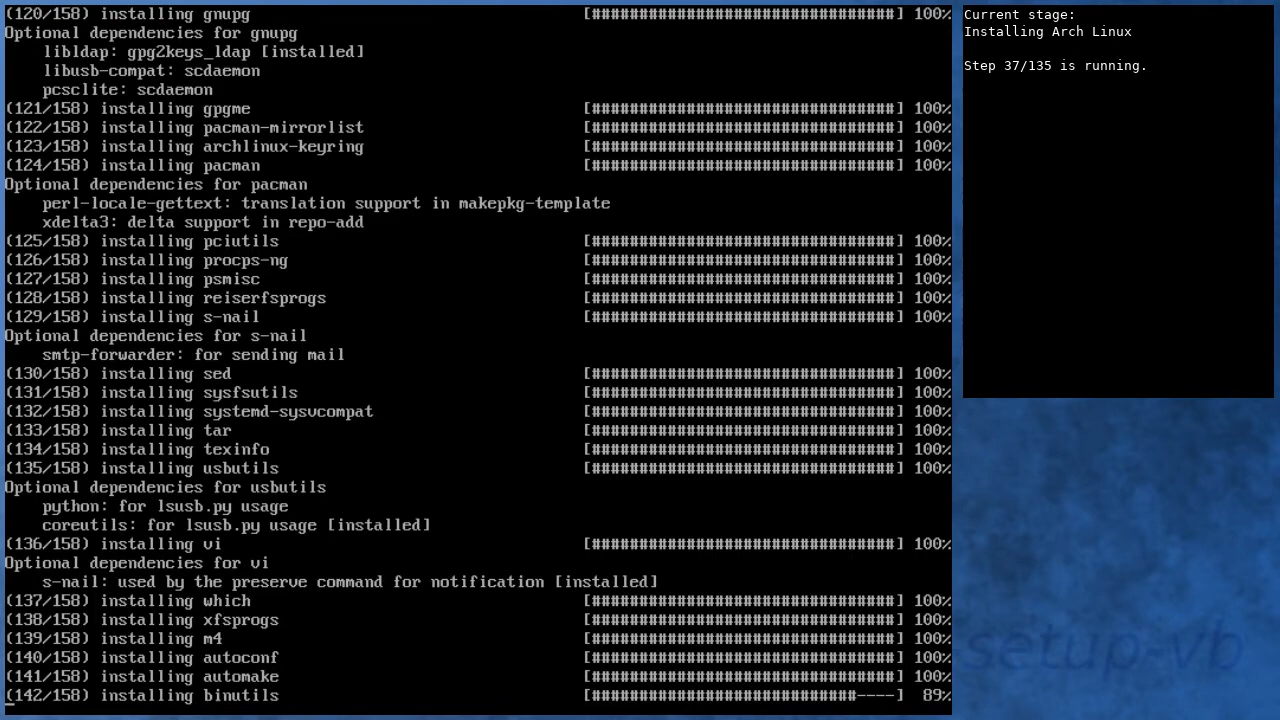 (120/158) installing gnupg [################################] 100%
Optional dependencies for gnupg
    libldap: gpg2keys_ldap [installed]
    libusb-compat: scdaemon
    pcsclite: scdaemon
(121/158) installing gpgme [################################] 100%
(122/158) installing pacman-mirrorlist [################################] 100%
(123/158) installing archlinux-keyring [################################] 100%
(124/158) installing pacman [################################] 100%
Optional dependencies for pacman
    perl-locale-gettext: translation support in makepkg-template
    xdelta3: delta support in repo-add
(125/158) installing pciutils [################################] 100%
(126/158) installing procps-ng [################################] 100%
(127/158) installing psmisc [################################] 100%
(128/158) installing reiserfsprogs [################################] 100%
(129/158) installing s-nail [################################] 100%
Optional dependencies for s-nail
    smtp-forwarder: for sending mail
(130/158) installing sed [################################] 100%
(131/158) installing sysfsutils [################################] 100%
(132/158) installing systemd-sysvcompat [################################] 100%
(133/158) installing tar [################################] 100%
(134/158) installing texinfo [################################] 100%
(135/158) installing usbutils [################################] 100%
Optional dependencies for usbutils
    python: for lsusb.py usage
    coreutils: for lsusb.py usage [installed]
(136/158) installing vi [################################] 100%
Optional dependencies for vi
    s-nail: used by the preserve command for notification [installed]
(137/158) installing which [################################] 100%
(138/158) installing xfsprogs [################################] 100%
(139/158) installing m4 [################################] 100%
(140/158) installing autoconf [################################] 100%
(141/158) installing automake [################################] 100%
(142/158) installing binutils [############################----] 89%
Current stage:
Installing Arch Linux
Step 37/135 is running.
setup-vb